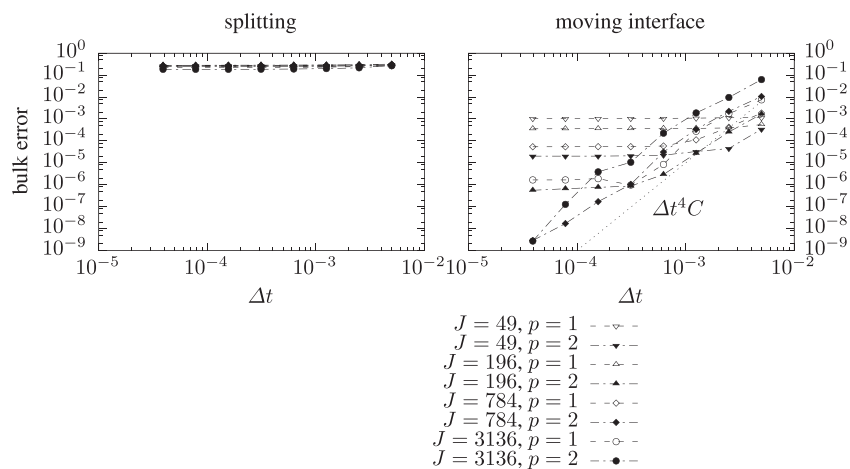 splitting
moving interface
bulk error
10^0
10^-1
10^-2
10^-3
10^-4
10^-5
10^-6
10^-7
10^-8
10^-9
10^0
10^-1
10^-2
10^-3
10^-4
10^-5
10^-6
10^-7
10^-8
10^-9
Δt^4C
10^-5 10^-4 10^-3 10^-2
10^-5 10^-4 10^-3 10^-2
Δt
Δt
J = 49, p = 1
J = 49, p = 2
J = 196, p = 1
J = 196, p = 2
J = 784, p = 1
J = 784, p = 2
J = 3136, p = 1
J = 3136, p = 2